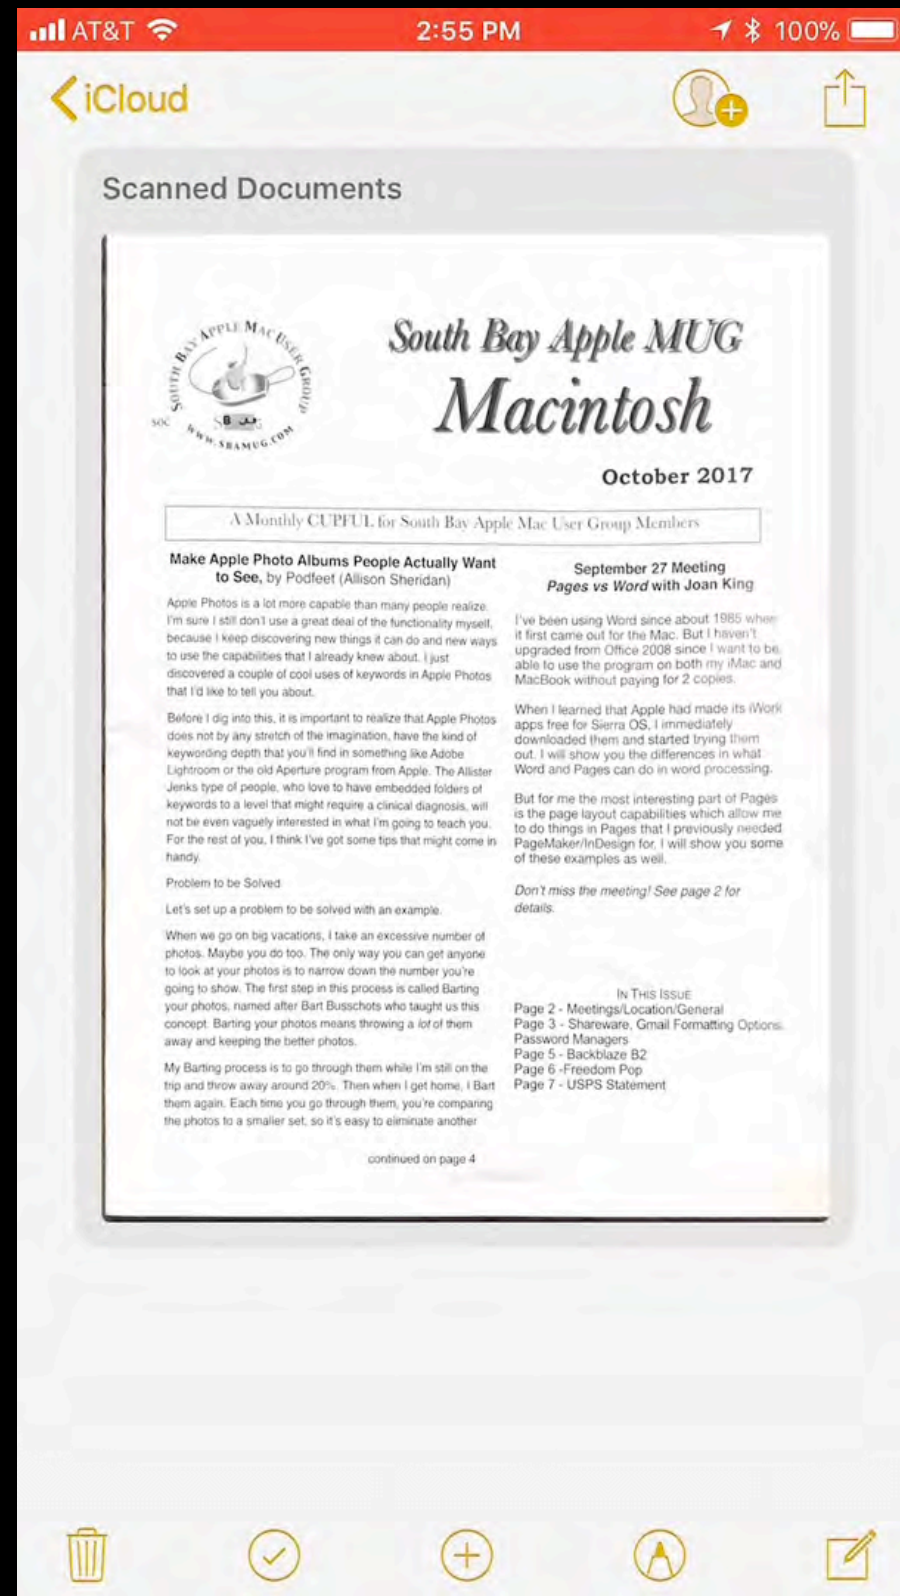 AT&T 2:55 PM 100%
iCloud
Scanned Documents
SOUTH BAY APPLE MAC USER GROUP
WWW.SBAMUG.COM
South Bay Apple MUG
Macintosh
October 2017
A Monthly CUPFUL for South Bay Apple Mac User Group Members
Make Apple Photo Albums People Actually Want
to See, by Podfeet (Allison Sheridan)
Apple Photos is a lot more capable than many people realize.
I'm sure I still don't use a great deal of the functionality myself,
because I keep discovering new things it can do and new ways
to use the capabilities that I already knew about. I just
discovered a couple of cool uses of keywords in Apple Photos
that I'd like to tell you about.
Before I dig into this, it is important to realize that Apple Photos
does not by any stretch of the imagination, have the kind of
keywording depth that you'll find in something like Adobe
Lightroom or the old Aperture program from Apple. The Allister
Jenks type of people, who love to have embedded folders of
keywords to a level that might require a clinical diagnosis, will
not be even vaguely interested in what I'm going to teach you.
For the rest of you, I think I've got some tips that might come in
handy.
Problem to be Solved
Let's set up a problem to be solved with an example.
When we go on big vacations, I take an excessive number of
photos. Maybe you do too. The only way you can get anyone
to look at your photos is to narrow down the number you're
going to show. The first step in this process is called Barting
your photos, named after Bart Busschots who taught us this
concept. Barting your photos means throwing a lot of them
away and keeping the better photos.
My Barting process is to go through them while I'm still on the
trip and throw away around 20%. Then when I get home, I Bart
them again. Each time you go through them, you're comparing
the photos to a smaller set, so it's easy to eliminate another
continued on page 4
September 27 Meeting
Pages vs Word with Joan King
I've been using Word since about 1985 when
it first came out for the Mac. But I haven't
upgraded from Office 2008 since I want to be
able to use the program on both my iMac and
MacBook without paying for 2 copies.
When I learned that Apple had made its iWork
apps free for Sierra OS, I immediately
downloaded them and started trying them
out. I will show you the differences in what
Word and Pages can do in word processing.
But for me the most interesting part of Pages
is the page layout capabilities which allow me
to do things in Pages that I previously needed
PageMaker/InDesign for. I will show you some
of these examples as well.
Don't miss the meeting! See page 2 for
details.
IN THIS ISSUE
Page 2 - Meetings/Location/General
Page 3 - Shareware, Gmail Formatting Options,
Password Managers
Page 5 - Backblaze B2
Page 6 -Freedom Pop
Page 7 - USPS Statement